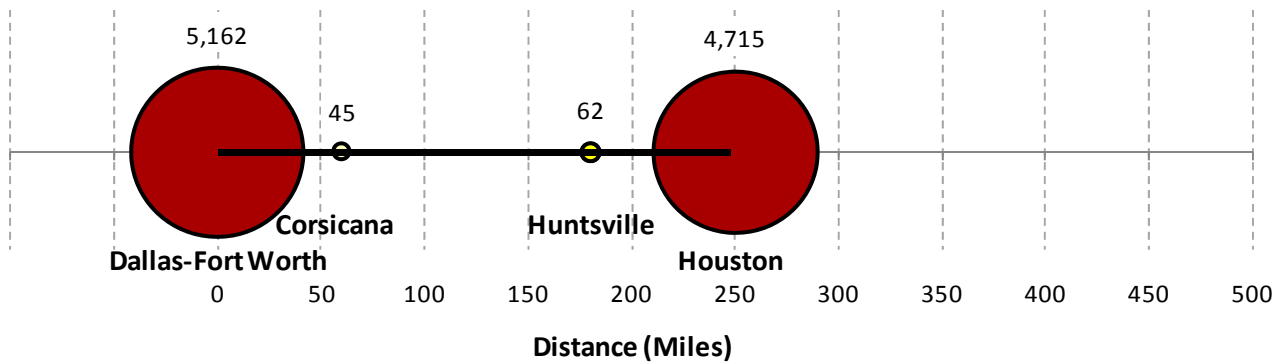 5,162
4,715
45
62
Corsicana
Huntsville
Dallas-Fort Worth
Houston
0 50 100 150 200 250 300 350 400 450 500
Distance (Miles)